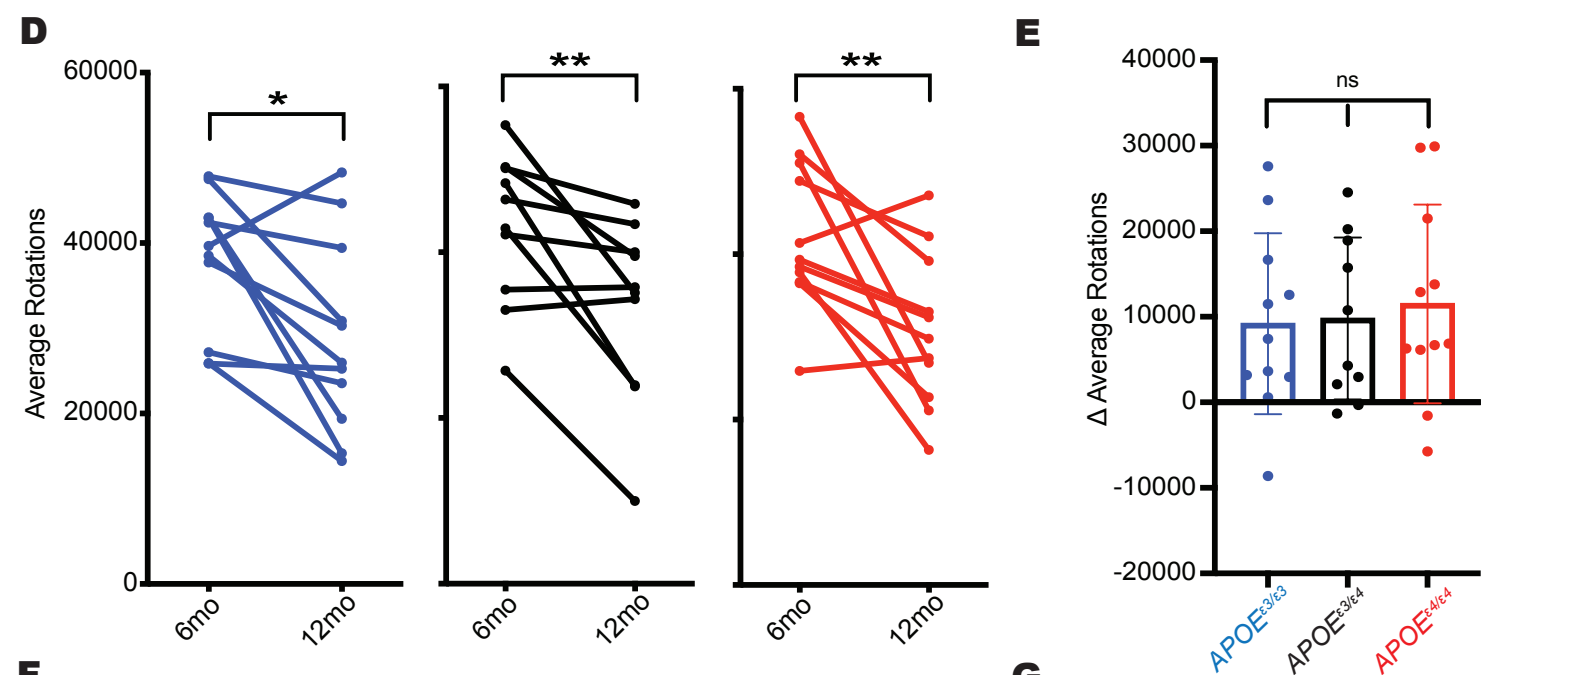 D
E
60000
40000
20000
0
Average Rotations
*
**
**
6mo
12mo
6mo
12mo
6mo
12mo
40000
30000
20000
10000
0
-10000
-20000
Δ Average Rotations
ns
APOEε3/ε3
APOEε3/ε4
APOEε4/ε4